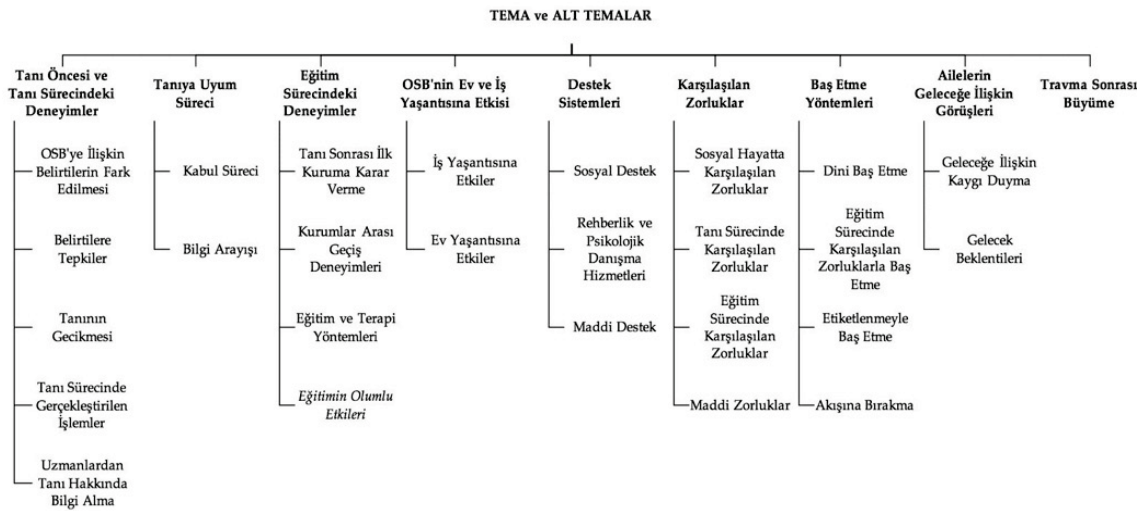 TEMA ve ALT TEMALAR
Tanı Öncesi ve
Tanı Sürecindeki
Deneyimler
OSB'ye İlişkin
Belirtilerin Fark
Edilmesi
Belirtilere
Tepkiler
Tanının
Gecikmesi
Tanı Sürecinde
Gerçekleştirilen
İşlemler
Uzmanlardan
Tanı Hakkında
Bilgi Alma
Tanıya Uyum
Süreci
Kabul Süreci
Bilgi Arayışı
Eğitim
Sürecindeki
Deneyimler
Tanı Sonrası İlk
Kuruma Karar
Verme
Kurumlar Arası
Geçiş
Deneyimleri
Eğitim ve Terapi
Yöntemleri
Eğitimin Olumlu
Etkileri
OSB'nin Ev ve İş
Yaşantısına Etkisi
İş Yaşantısına
Etkiler
Ev Yaşantısına
Etkiler
Destek
Sistemleri
Sosyal Destek
Rehberlik ve
Psikolojik
Danışma
Hizmetleri
Maddi Destek
Karşılaşılan
Zorluklar
Sosyal Hayatta
Karşılaşılan
Zorluklar
Tanı Sürecinde
Karşılaşılan
Zorluklar
Eğitim
Sürecinde
Karşılaşılan
Zorluklar
Maddi Zorluklar
Baş Etme
Yöntemleri
Dini Baş Etme
Eğitim
Sürecinde
Karşılaşılan
Zorluklarla Baş
Etme
Etiketlenmeyle
Baş Etme
Akışına Bırakma
Ailelerin
Geleceğe İlişkin
Görüşleri
Geleceğe İlişkin
Kaygı Duyma
Gelecek
Beklentileri
Travma Sonrası
Büyüme